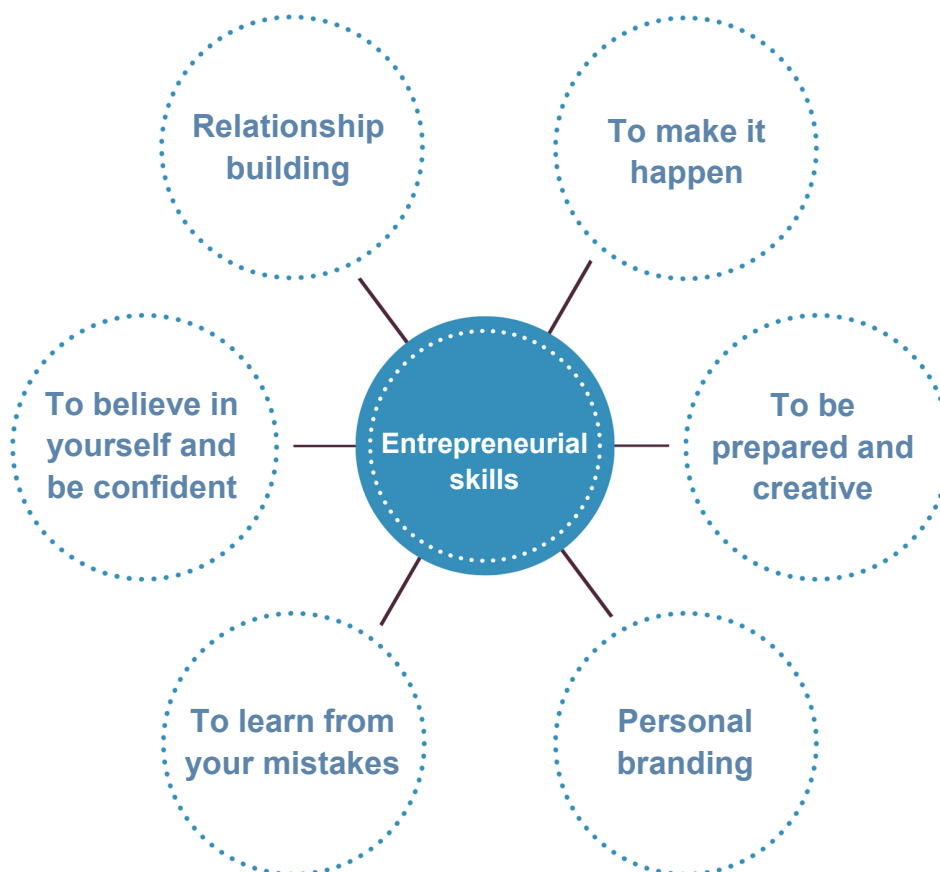 Relationship
building
To make it
happen
To believe in
yourself and
be confident
Entrepreneurial
skills
To be
prepared and
creative
To learn from
your mistakes
Personal
branding